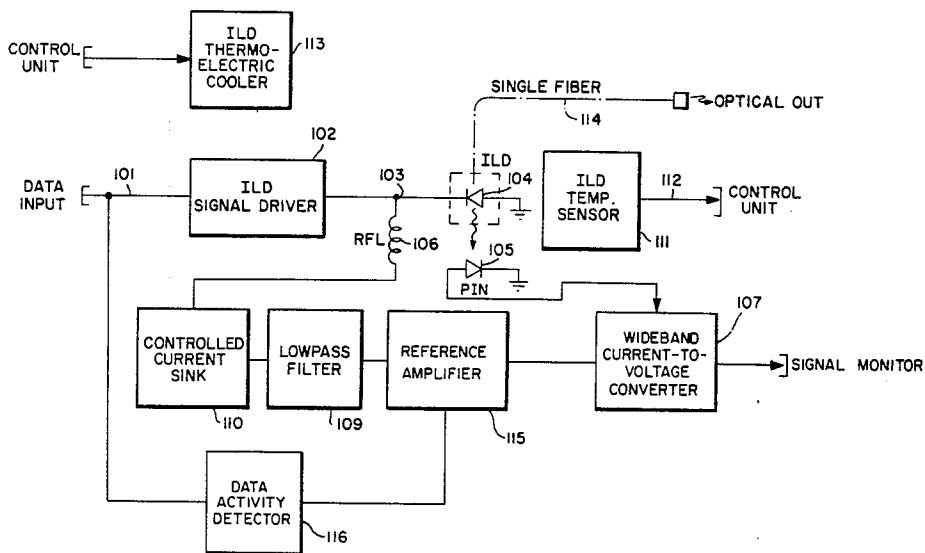 CONTROL
UNIT
ILD
THERMO-
ELECTRIC
COOLER
113
SINGLE FIBER
114
OPTICAL OUT
102
DATA
INPUT
101
ILD
SIGNAL DRIVER
103
ILD
104
ILD
TEMP.
SENSOR
111
112
CONTROL
UNIT
RFL
106
105
PIN
107
CONTROLLED
CURRENT
SINK
110
LOWPASS
FILTER
109
REFERENCE
AMPLIFIER
115
WIDEBAND
CURRENT-TO-
VOLTAGE
CONVERTER
SIGNAL MONITOR
DATA
ACTIVITY
DETECTOR
116